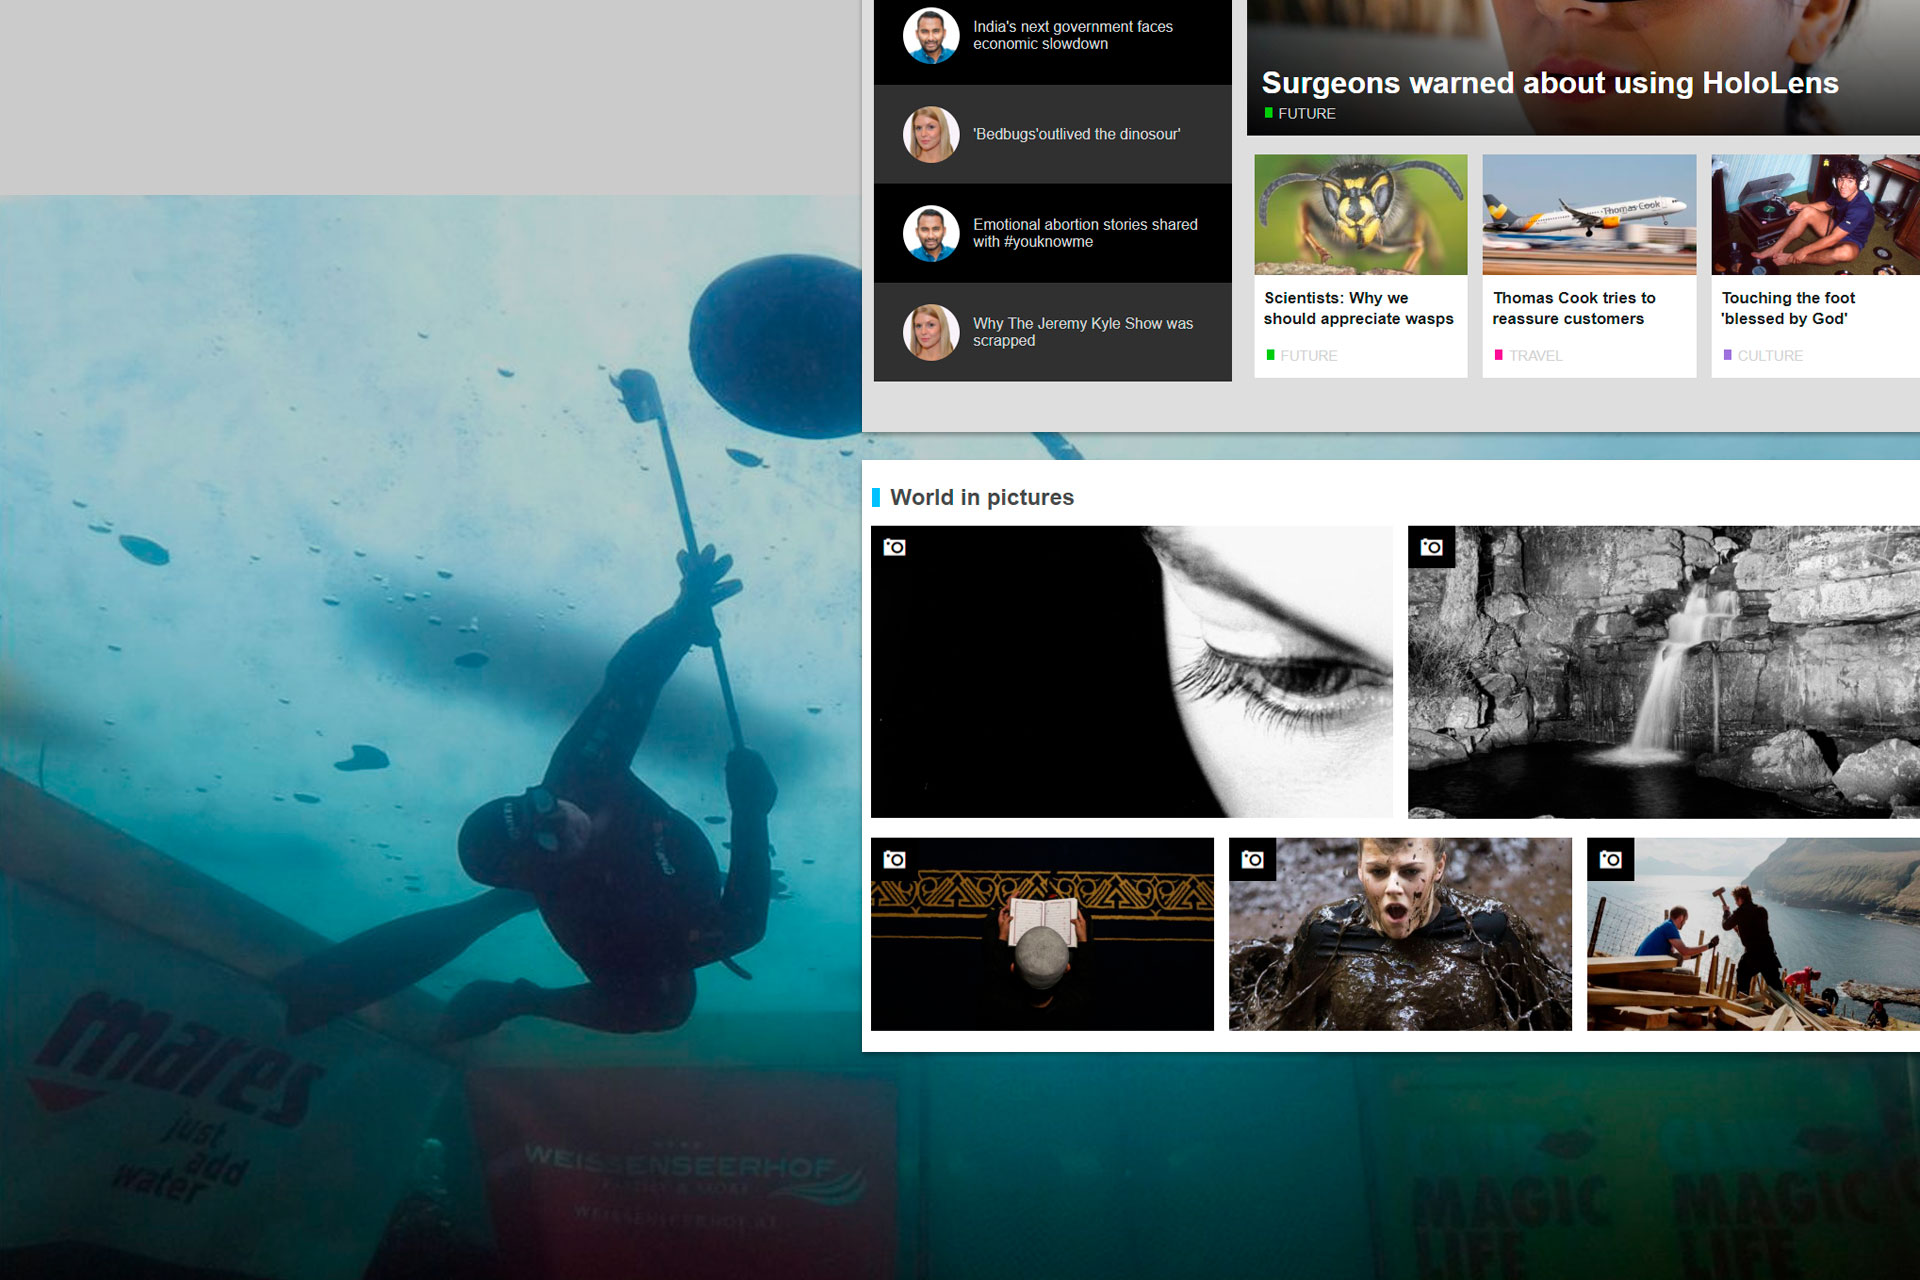 India's next government faces
economic slowdown
'Bedbugs'outlived the dinosour'
Emotional abortion stories shared
with #youknowme
Why The Jeremy Kyle Show was
scrapped
Surgeons warned about using HoloLens
FUTURE
Thomas Cook
Scientists: Why we
should appreciate wasps
FUTURE
Thomas Cook tries to
reassure customers
TRAVEL
Touching the foot
'blessed by God'
CULTURE
World in pictures
mares
just
add
water
WEISSENSEERHOF
MAGIC
LIFE
MAGIC
LIFE